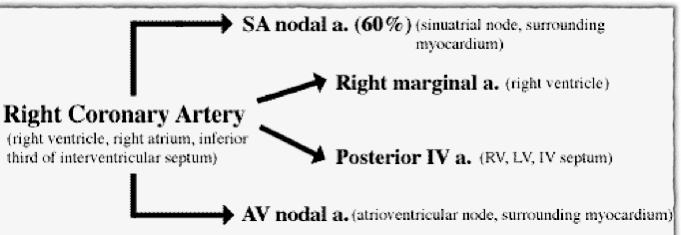 SA nodal a. (60%) (sinuatrial node, surrounding
myocardium)
Right marginal a. (right ventricle)
Right Coronary Artery
(right ventricle, right atrium, inferior
third of interventricular septum)
Posterior IV a. (RV, LV, IV septum)
AV nodal a. (atrioventricular node, surrounding myocardium)